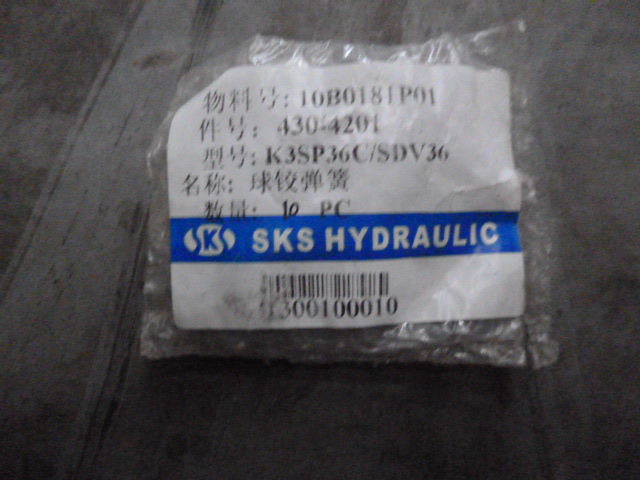 物料号: 10B0181P01
件号: 430-4201
型号: K3SP36C/SDV36
名称: 球铰弹簧
数量: 10 PC
SK SKS HYDRAULIC
300100010